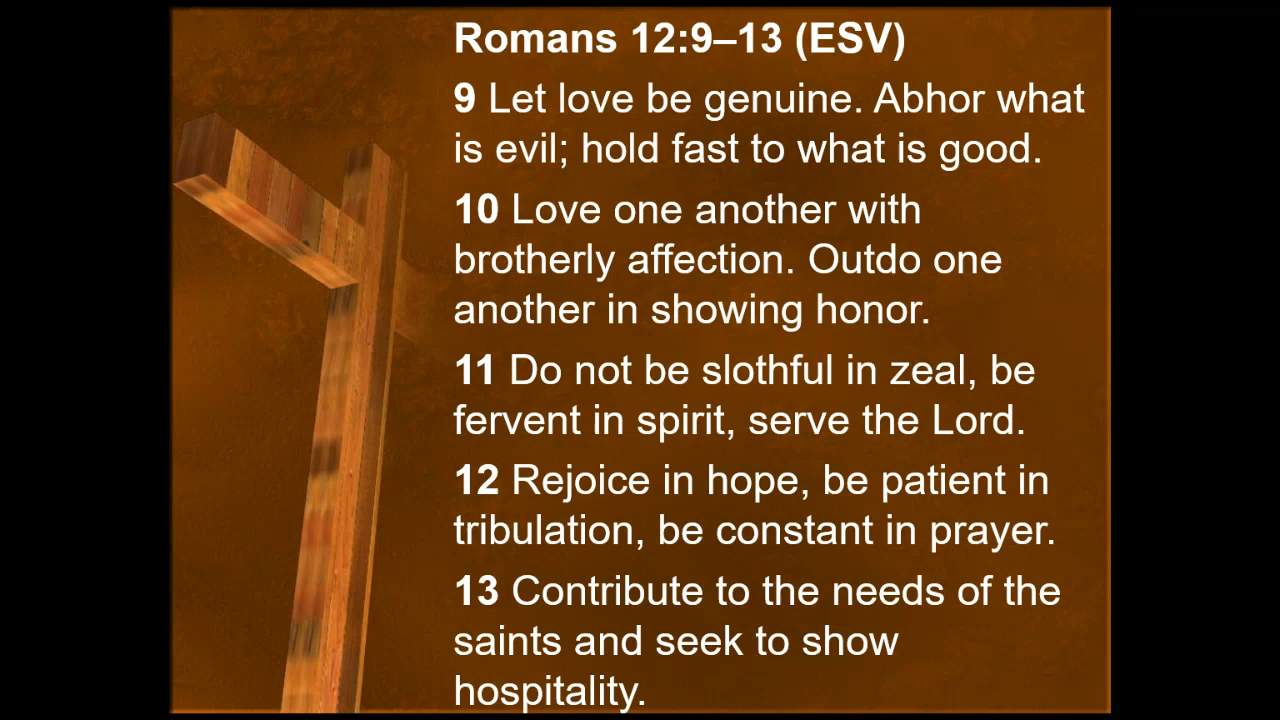 Romans 12:9–13 (ESV)
9 Let love be genuine. Abhor what
is evil; hold fast to what is good.
10 Love one another with
brotherly affection. Outdo one
another in showing honor.
11 Do not be slothful in zeal, be
fervent in spirit, serve the Lord.
12 Rejoice in hope, be patient in
tribulation, be constant in prayer.
13 Contribute to the needs of the
saints and seek to show
hospitality.